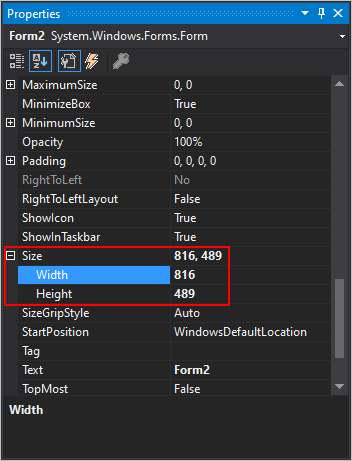 Properties
Form2 System.Windows.Forms.Form
MaximumSize 0, 0
MinimizeBox True
MinimumSize 0, 0
Opacity 100%
Padding 0, 0, 0, 0
RightToLeft No
RightToLeftLayout False
ShowIcon True
ShowInTaskbar True
Size 816, 489
Width 816
Height 489
SizeGripStyle Auto
StartPosition WindowsDefaultLocation
Tag
Text Form2
TopMost False
Width